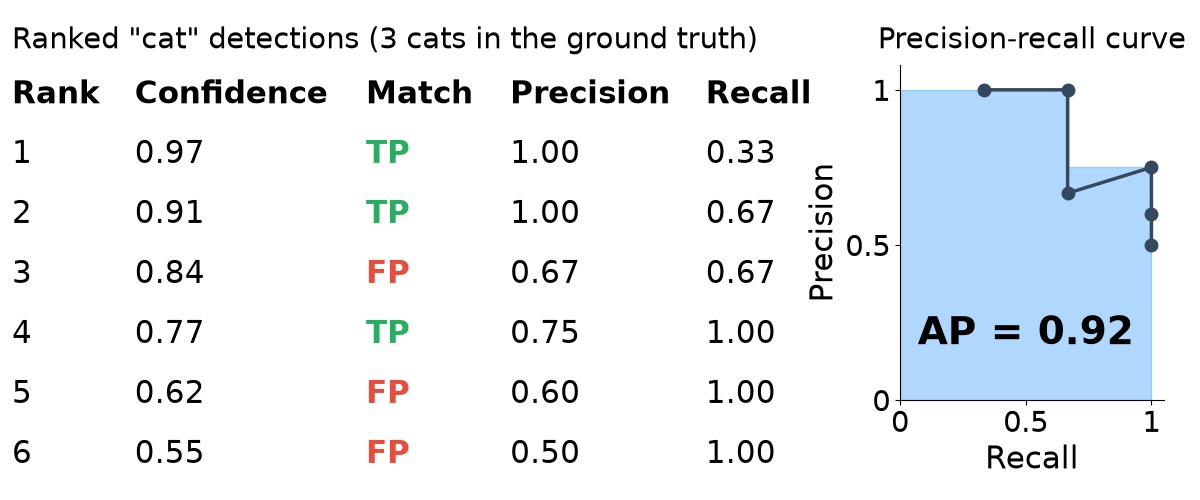 Ranked "cat" detections (3 cats in the ground truth)
Rank Confidence Match Precision Recall
1 0.97 TP 1.00 0.33
2 0.91 TP 1.00 0.67
3 0.84 FP 0.67 0.67
4 0.77 TP 0.75 1.00
5 0.62 FP 0.60 1.00
6 0.55 FP 0.50 1.00
Precision-recall curve
Precision
1
0.5
0
AP = 0.92
0 0.5 1
Recall